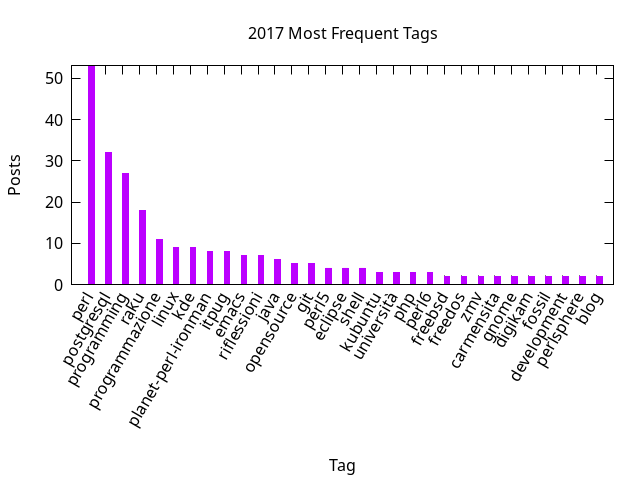 2017 Most Frequent Tags
Posts
50
40
30
20
10
0
perl
postgresql
programming
raku
programmazione
linux
kde
planet-perl-ironman
itpug
emacs
riflessioni
java
opensource
git
perl5
eclipse
shell
kubuntu
università
php
perl6
freebsd
freedos
zmv
carmensita
gnome
digikam
fossil
development
perlsphere
blog
Tag